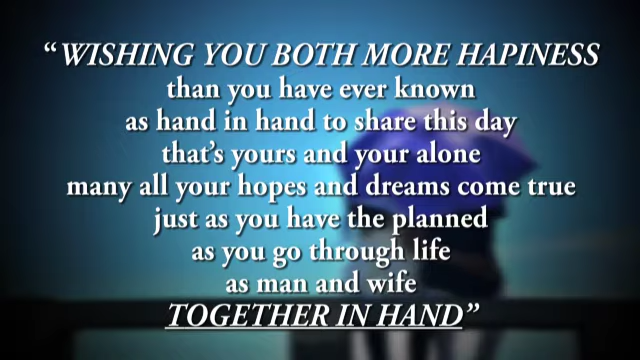 “WISHING YOU BOTH MORE HAPINESS
than you have ever known
as hand in hand to share this day
that’s yours and your alone
many all your hopes and dreams come true
just as you have the planned
as you go through life
as man and wife
TOGETHER IN HAND”